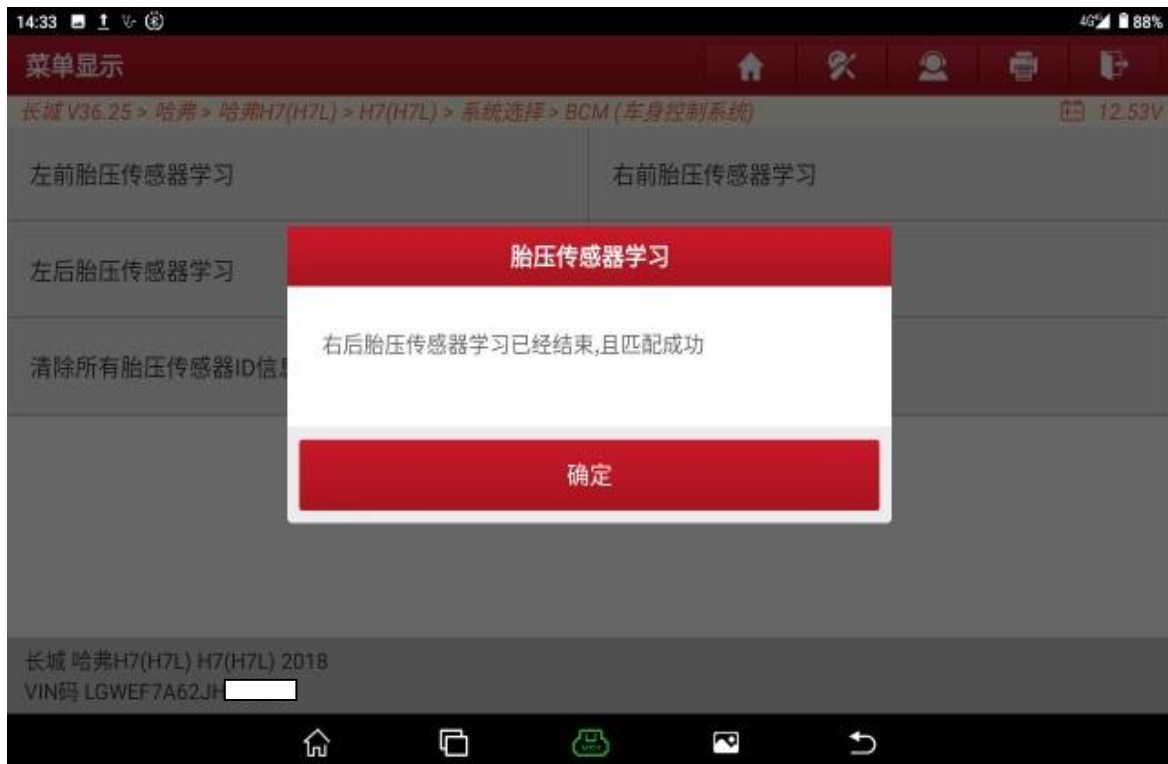 14:33
4G 88%
菜单显示
长城 V36.25 > 哈弗 > 哈弗H7(H7L) > H7(H7L) > 系统选择 > BCM (车身控制系统)
12.53V
左前胎压传感器学习
右前胎压传感器学习
胎压传感器学习
左后胎压传感器学习
右后胎压传感器学习已经结束,且匹配成功
清除所有胎压传感器ID信
确定
长城 哈弗H7(H7L) H7(H7L) 2018
VIN码 LGWEF7A62JH